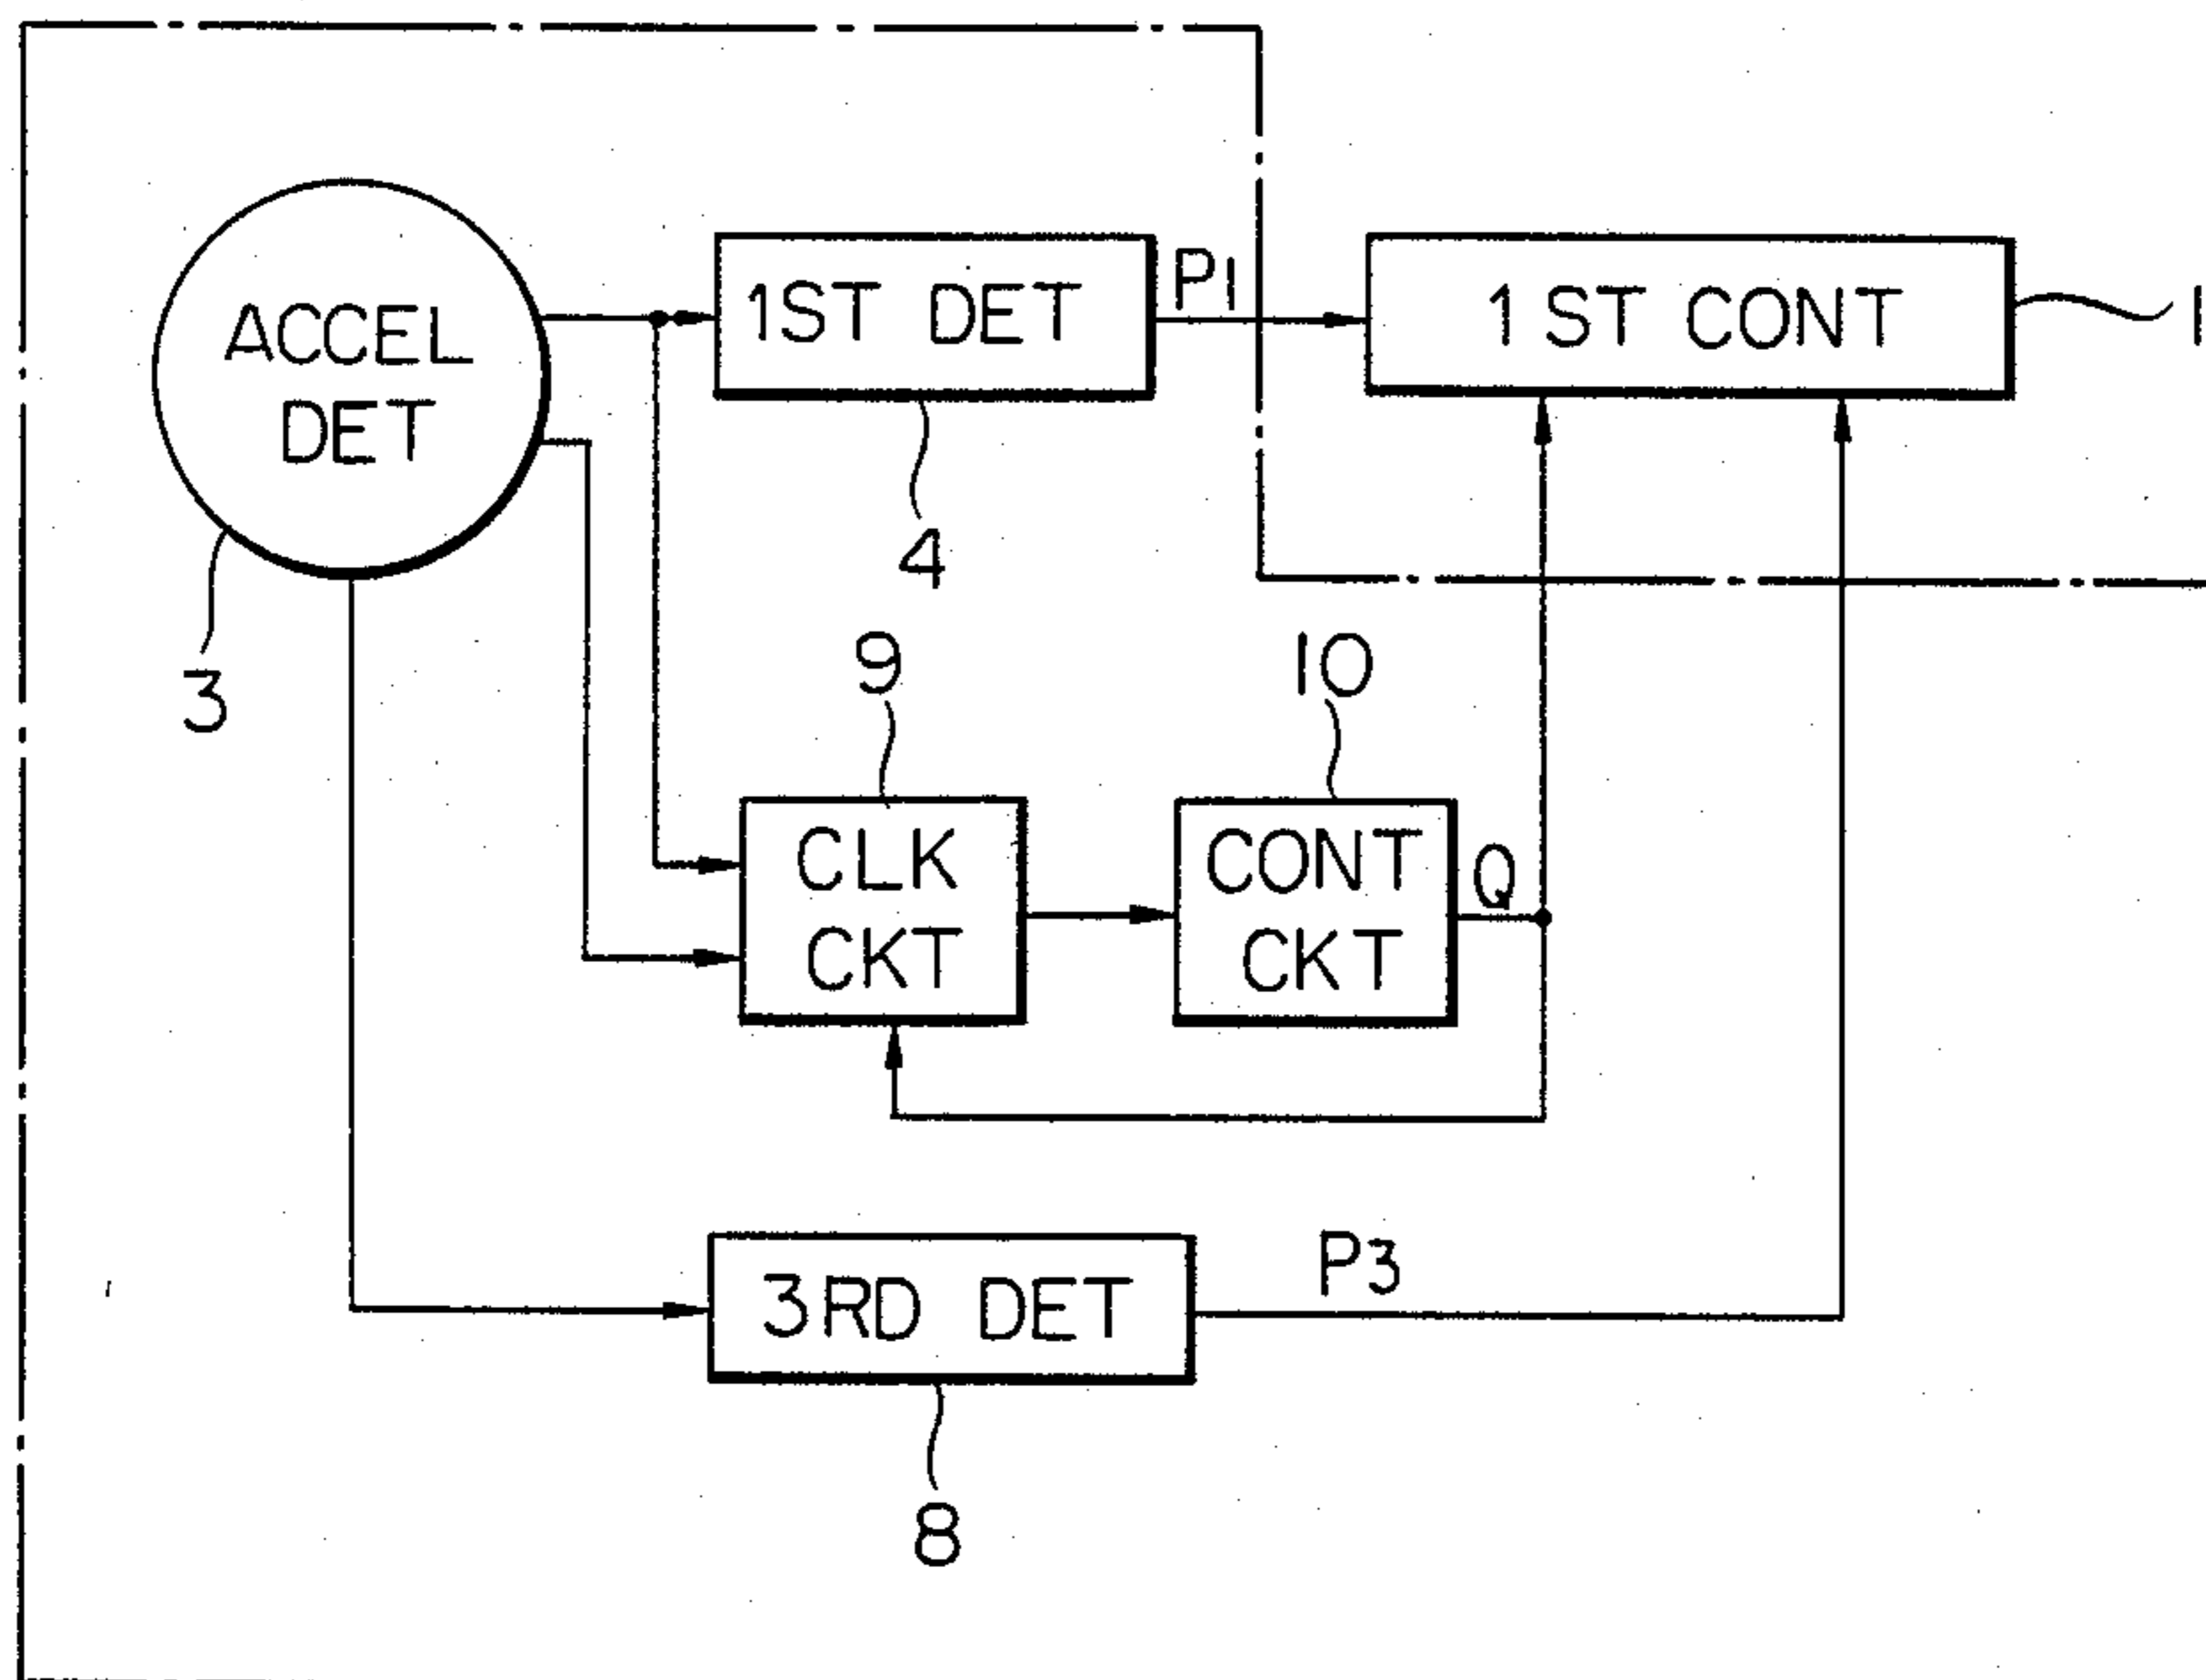 ACCEL
DET
3
1ST DET
4
P1
1ST CONT
1
9
CLK
CKT
10
CONT
CKT
Q
3RD DET
8
P3